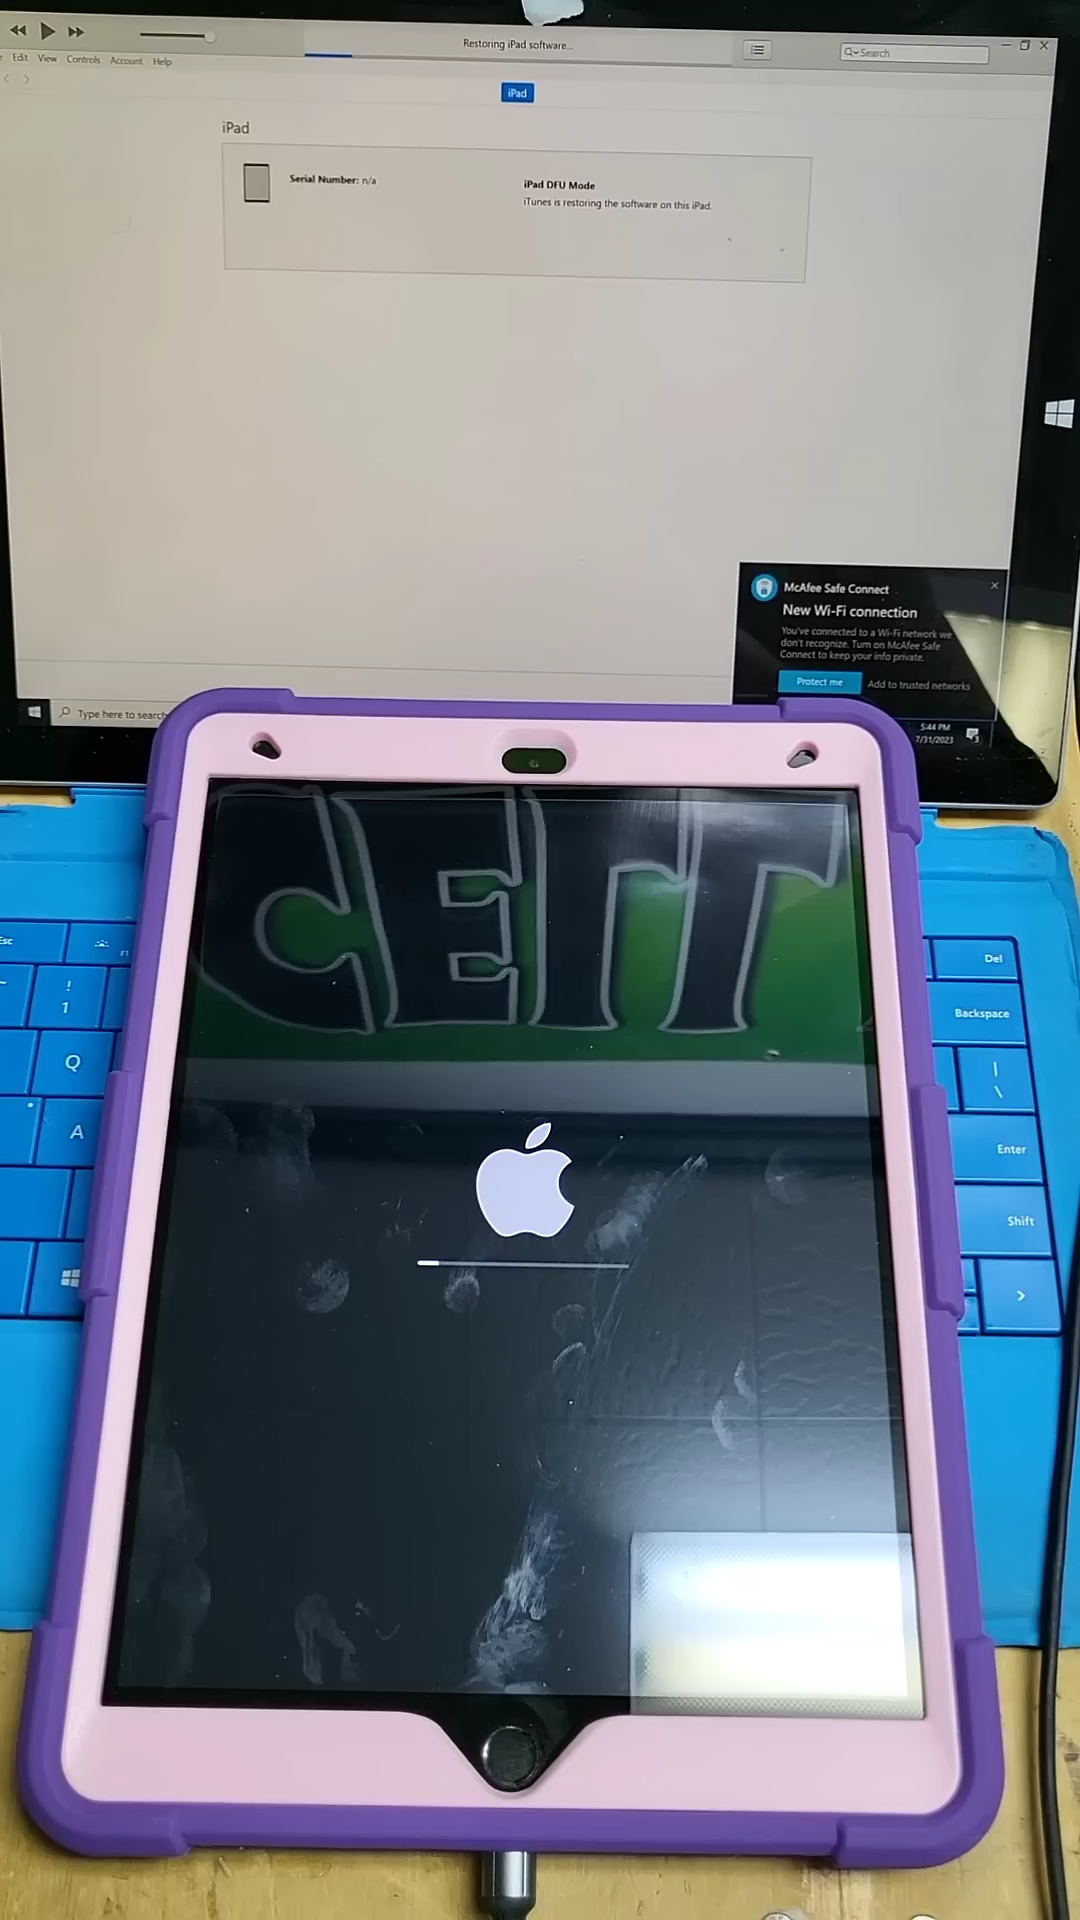 Restoring iPad software...
Search
Edit View Controls Account Help
iPad
iPad
Serial Number: n/a
iPad DFU Mode
iTunes is restoring the software on this iPad.
McAfee Safe Connect
New Wi-Fi connection
You've connected to a Wi-Fi network we
don't recognize. Turn on McAfee Safe
Connect to keep your info private.
Protect me
Add to trusted networks
Type here to search
5:44 PM
7/31/2023
Esc
F1
Del
!
1
Backspace
Q
|
\
A
Enter
Shift
>